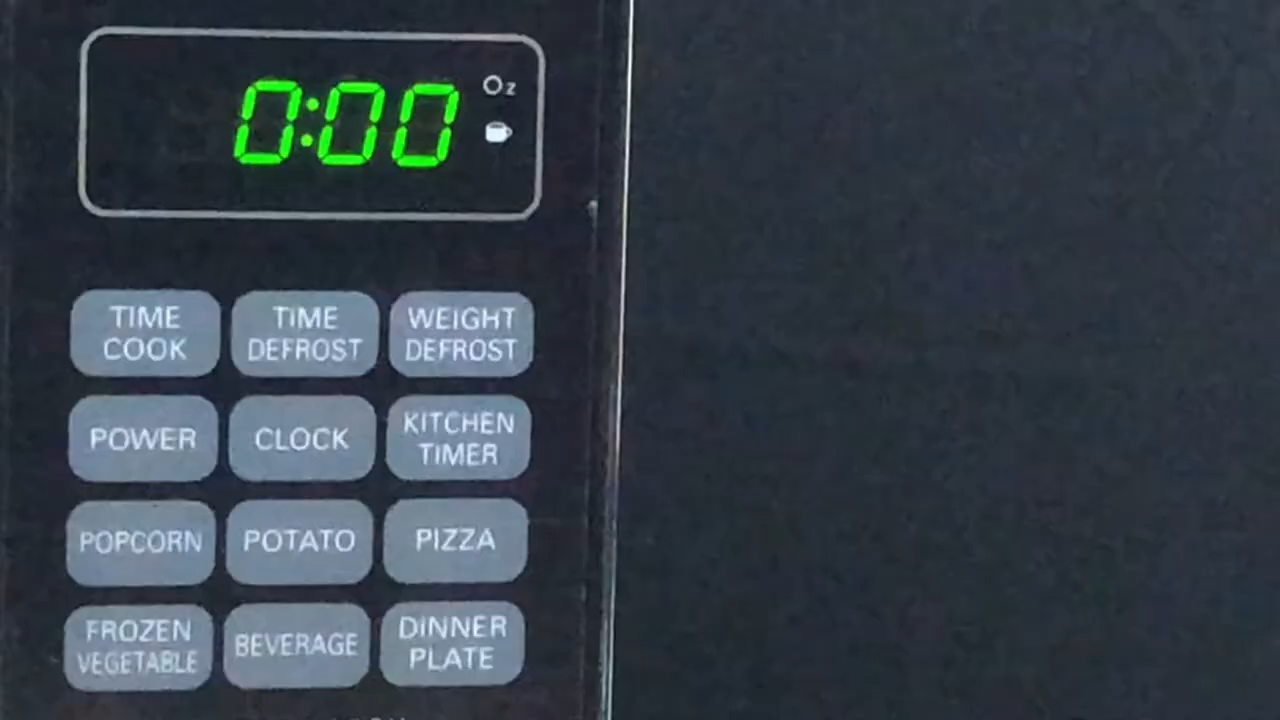 0:00
Oz
TIME COOK
TIME DEFROST
WEIGHT DEFROST
POWER
CLOCK
KITCHEN TIMER
POPCORN
POTATO
PIZZA
FROZEN VEGETABLE
BEVERAGE
DINNER PLATE